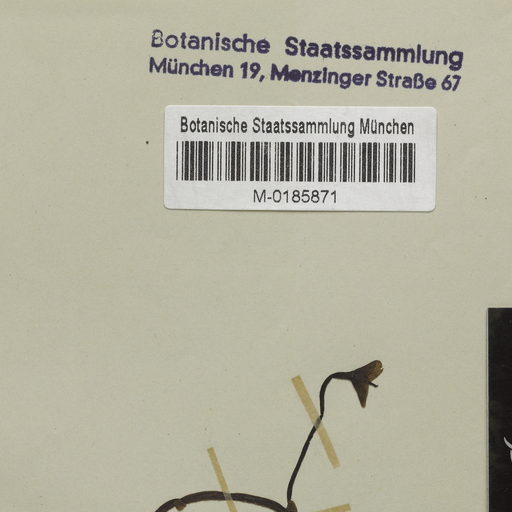 Botanische Staatssammlung
München 19, Menzinger Straße 67
Botanische Staatssammlung München
M-0185871